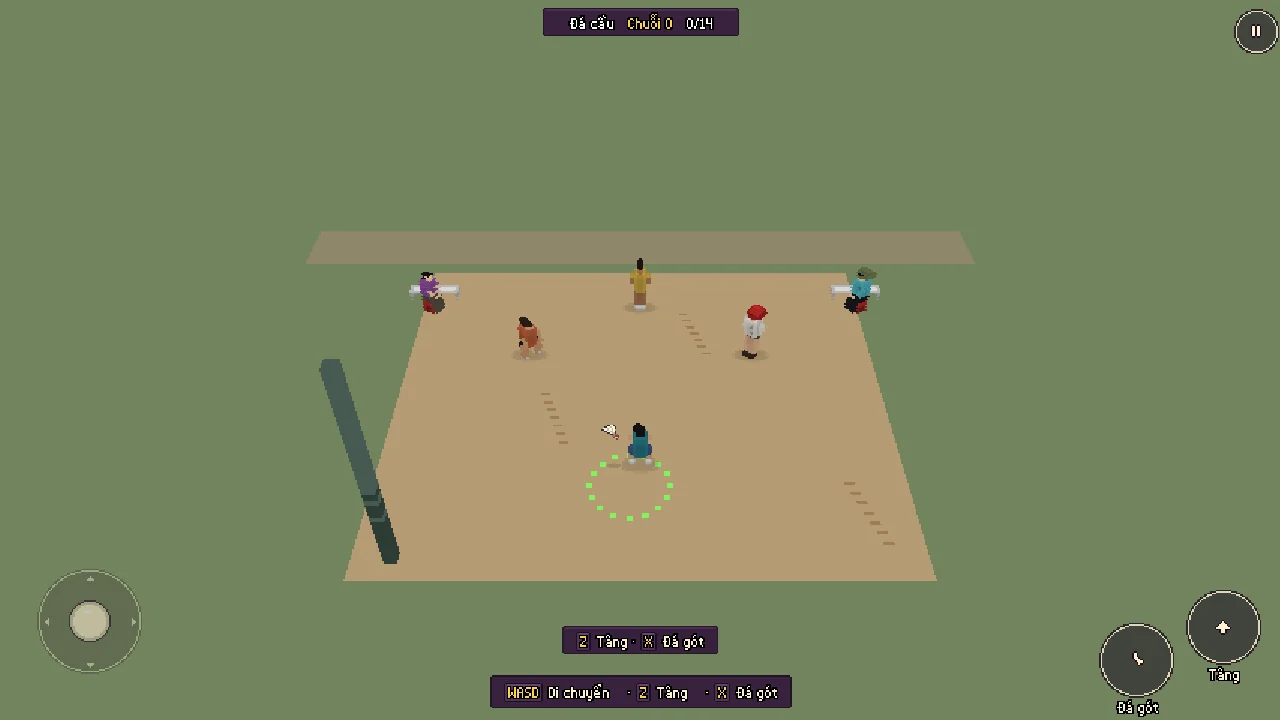 Đá cầu Chuỗi 0 0/14
Z Tâng · X Đá gót
WASD Di chuyển · Z Tâng · X Đá gót
Tâng
Đá gót